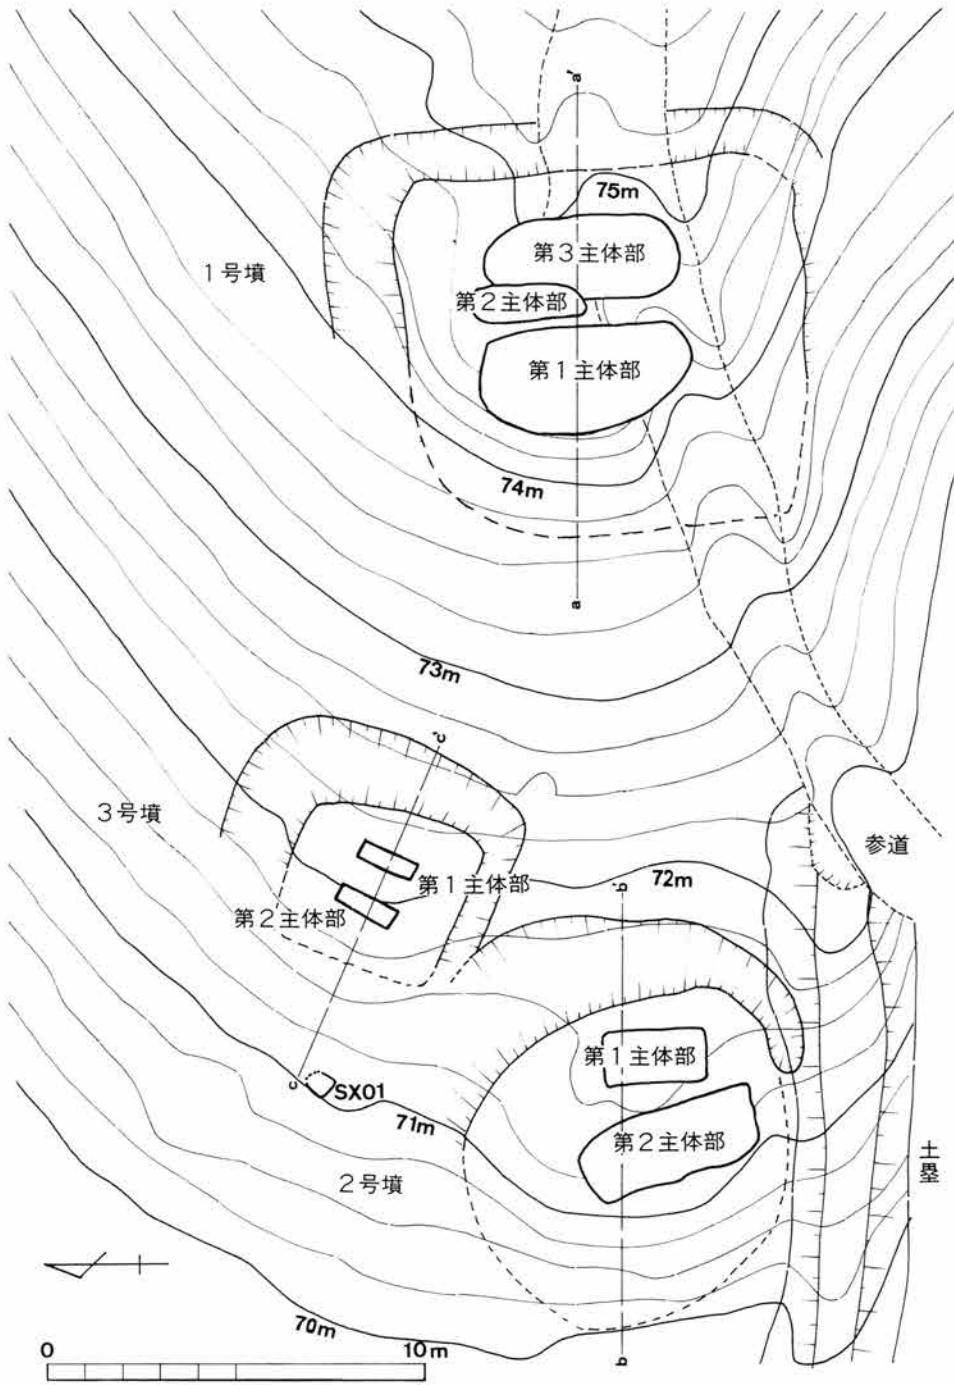 a'
75m
第3主体部
1号墳
第2主体部
第1主体部
74m
a
73m
c'
3号墳
参道
第1主体部
72m
b'
第2主体部
第1主体部
c
SX01
71m
第2主体部
土塁
2号墳
70m
0
10m
b